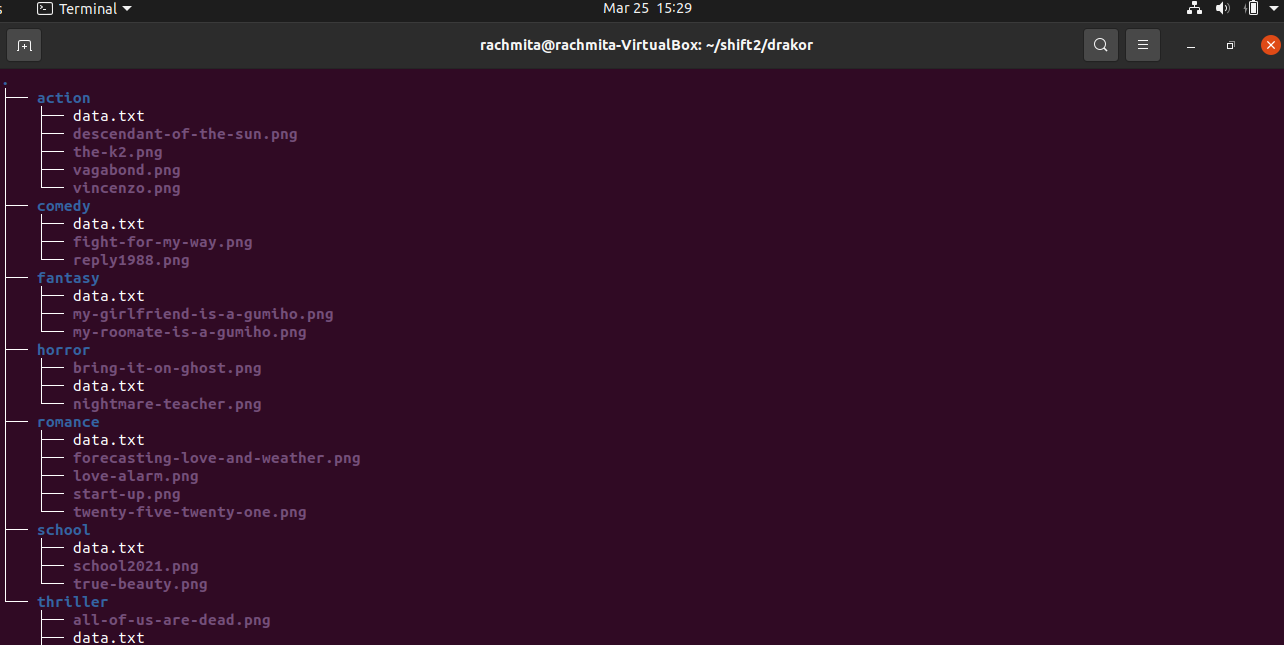 Terminal
Mar 25 15:29
rachmita@rachmita-VirtualBox: ~/shift2/drakor
.
├── action
│   ├── data.txt
│   ├── descendant-of-the-sun.png
│   ├── the-k2.png
│   ├── vagabond.png
│   └── vincenzo.png
├── comedy
│   ├── data.txt
│   ├── fight-for-my-way.png
│   └── reply1988.png
├── fantasy
│   ├── data.txt
│   ├── my-girlfriend-is-a-gumiho.png
│   └── my-roomate-is-a-gumiho.png
├── horror
│   ├── bring-it-on-ghost.png
│   ├── data.txt
│   └── nightmare-teacher.png
├── romance
│   ├── data.txt
│   ├── forecasting-love-and-weather.png
│   ├── love-alarm.png
│   ├── start-up.png
│   └── twenty-five-twenty-one.png
├── school
│   ├── data.txt
│   ├── school2021.png
│   └── true-beauty.png
└── thriller
    ├── all-of-us-are-dead.png
    ├── data.txt